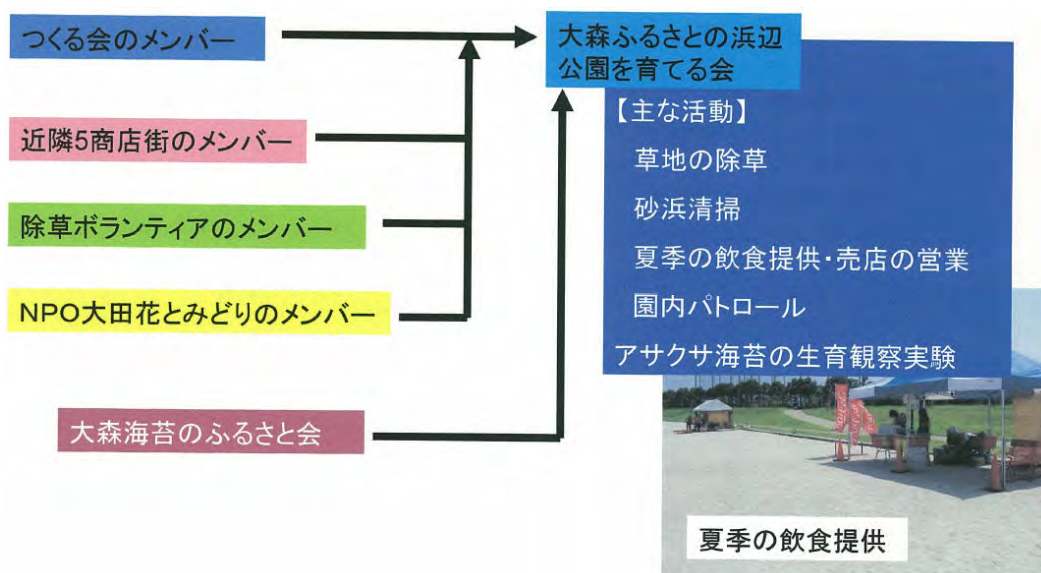 つくる会のメンバー
近隣5商店街のメンバー
除草ボランティアのメンバー
NPO大田花とみどりのメンバー
大森海苔のふるさと会
大森ふるさとの浜辺
公園を育てる会
【主な活動】
草地の除草
砂浜清掃
夏季の飲食提供・売店の営業
園内パトロール
アサクサ海苔の生育観察実験
夏季の飲食提供